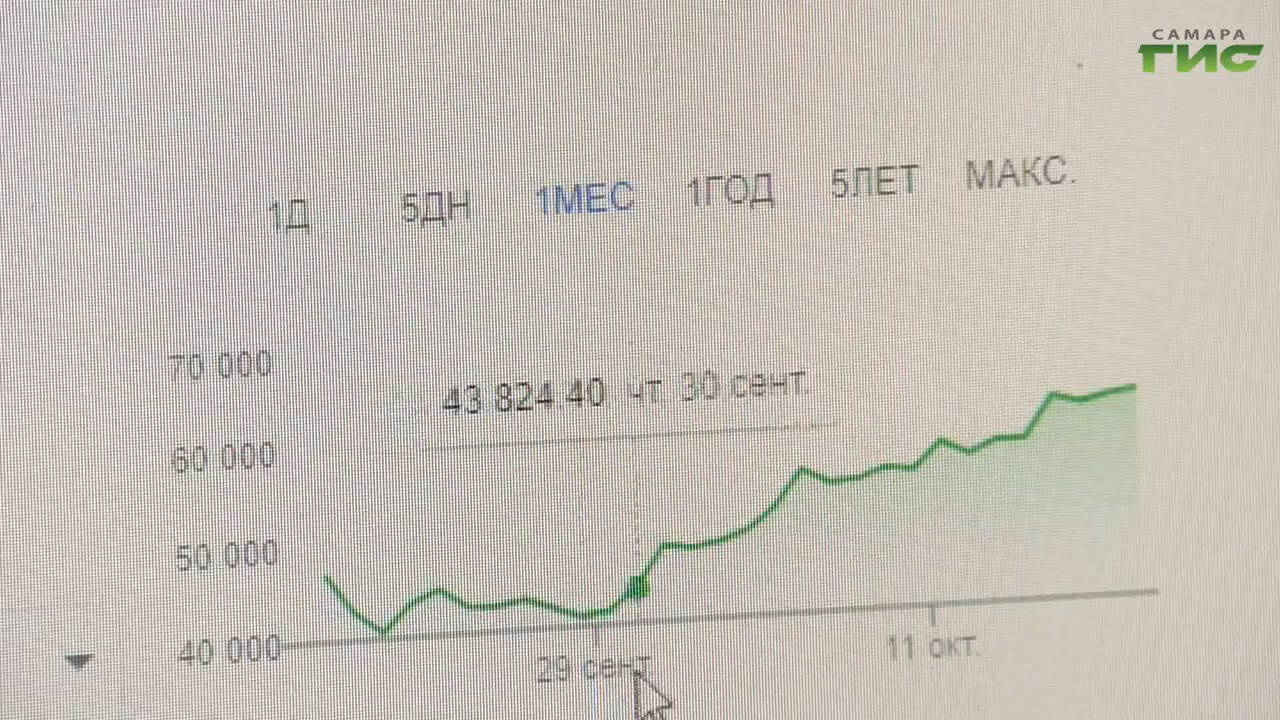 САМАРА
ГИС
1Д 5ДН 1МЕС 1ГОД 5ЛЕТ МАКС.
70 000
43 824.40 чт, 30 сент.
60 000
50 000
40 000
29 сент.
11 окт.